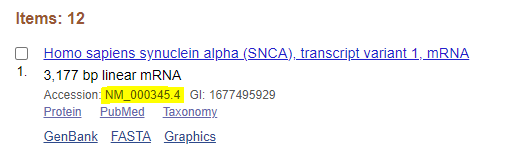 Items: 12
Homo sapiens synuclein alpha (SNCA), transcript variant 1, mRNA
1. 3,177 bp linear mRNA
Accession: NM_000345.4 GI: 1677495929
Protein PubMed Taxonomy
GenBank FASTA Graphics